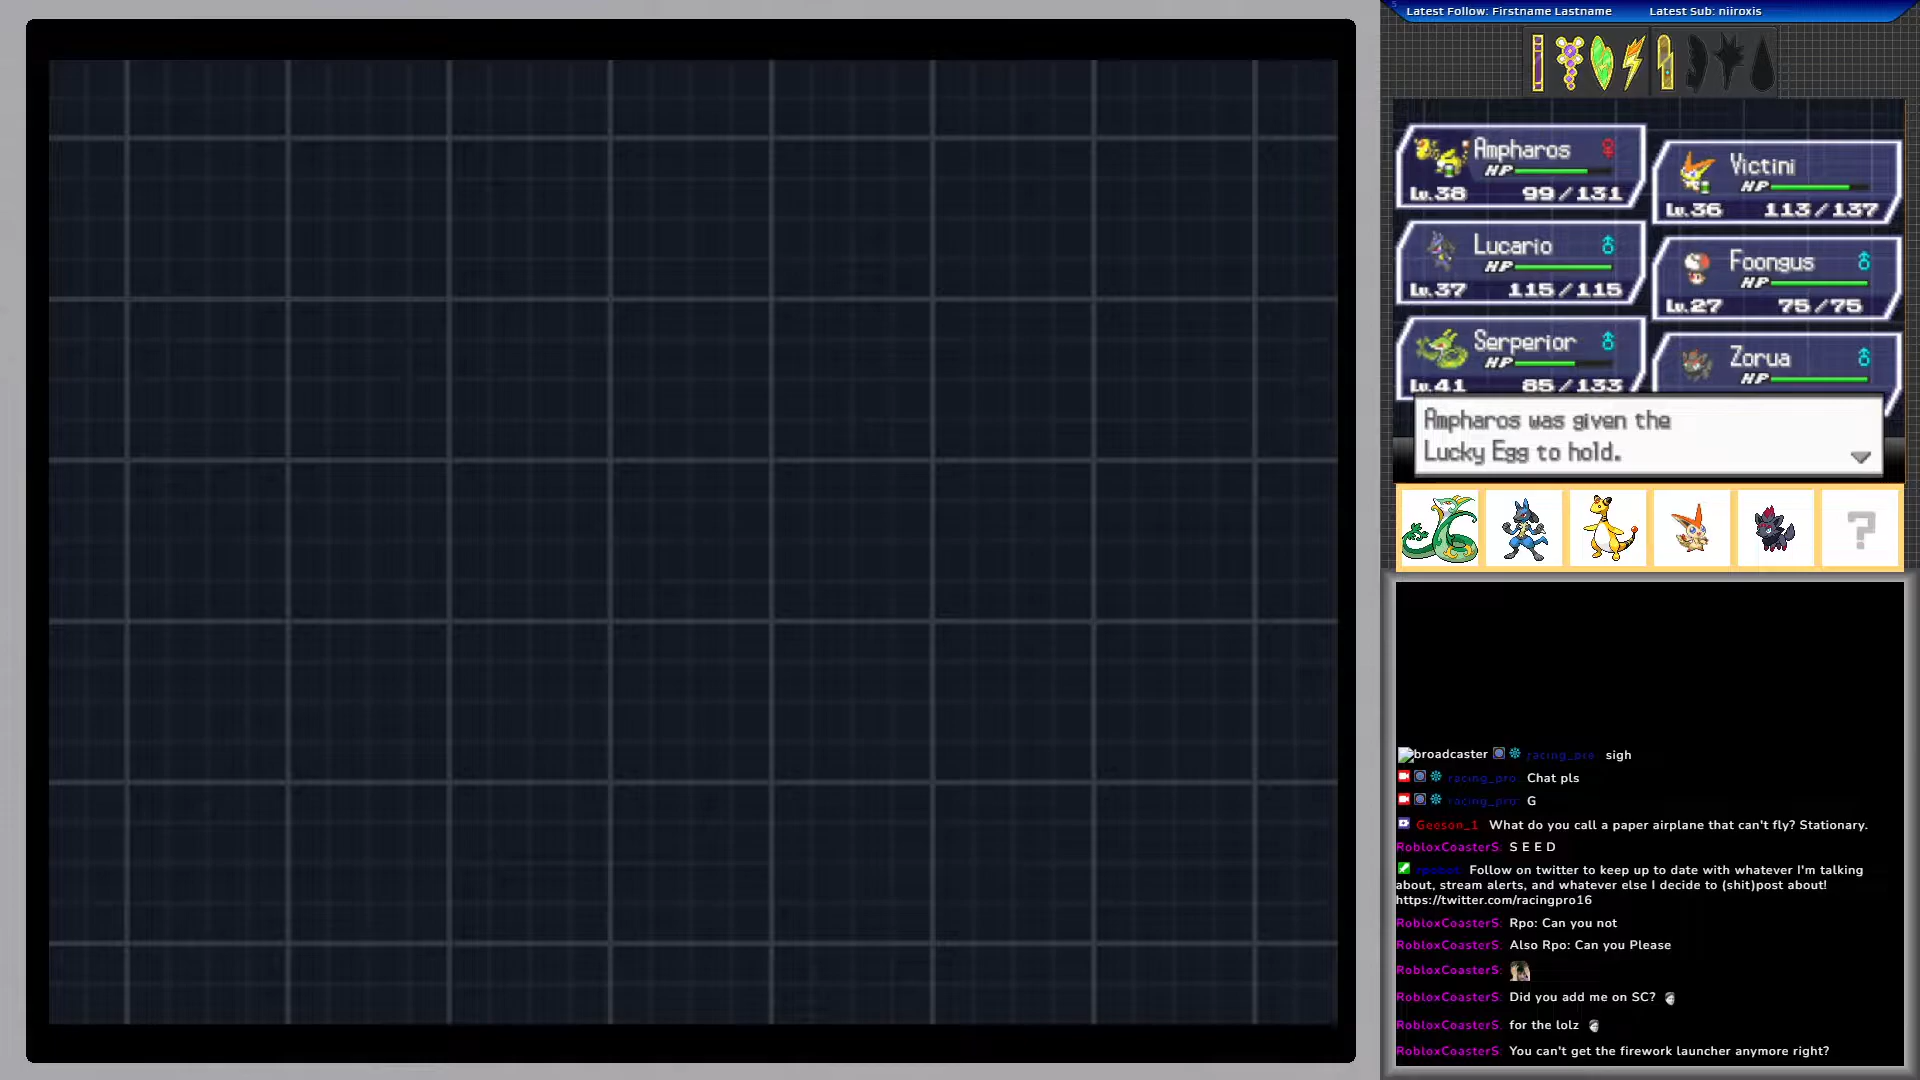 Latest Follow: Firstname Lastname
Latest Sub: niiroxis
Ampharos ♀
HP
Lv.38 99/131
Victini
HP
Lv.36 113/137
Lucario ♂
HP
Lv.37 115/115
Foongus ♂
HP
Lv.27 75/75
Serperior ♂
HP
Lv.41 85/133
Zorua ♂
HP
Ampharos was given the
Lucky Egg to hold.
?
broadcaster racing_pro sigh
racing_pro Chat pls
racing_pro G
Geeson_1 What do you call a paper airplane that can't fly? Stationary.
RobloxCoasterS: S E E D
rpobot: Follow on twitter to keep up to date with whatever I'm talking
about, stream alerts, and whatever else I decide to (shit)post about!
https://twitter.com/racingpro16
RobloxCoasterS: Rpo: Can you not
RobloxCoasterS: Also Rpo: Can you Please
RobloxCoasterS:
RobloxCoasterS: Did you add me on SC?
RobloxCoasterS: for the lolz
RobloxCoasterS: You can't get the firework launcher anymore right?